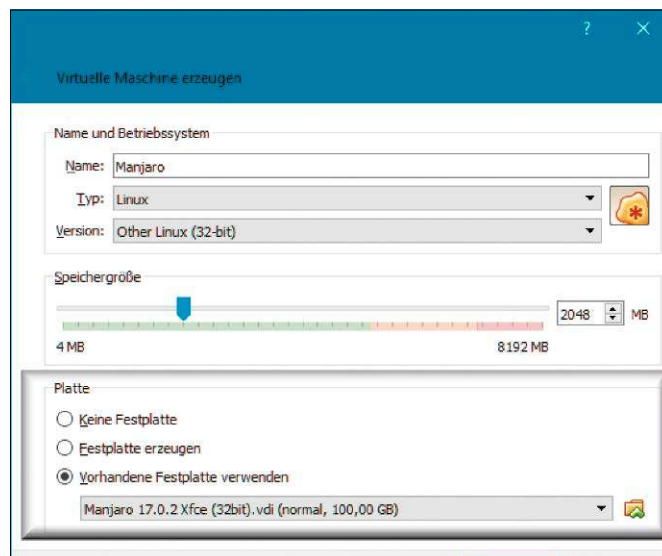 ?
Virtuelle Maschine erzeugen
Name und Betriebssystem
Name: Manjaro
Typ: Linux
Version: Other Linux (32-bit)
Speichergröße
2048 MB
4 MB 8192 MB
Platte
Keine Festplatte
Festplatte erzeugen
Vorhandene Festplatte verwenden
Manjaro 17.0.2 Xfce (32bit).vdi (normal, 100,00 GB)